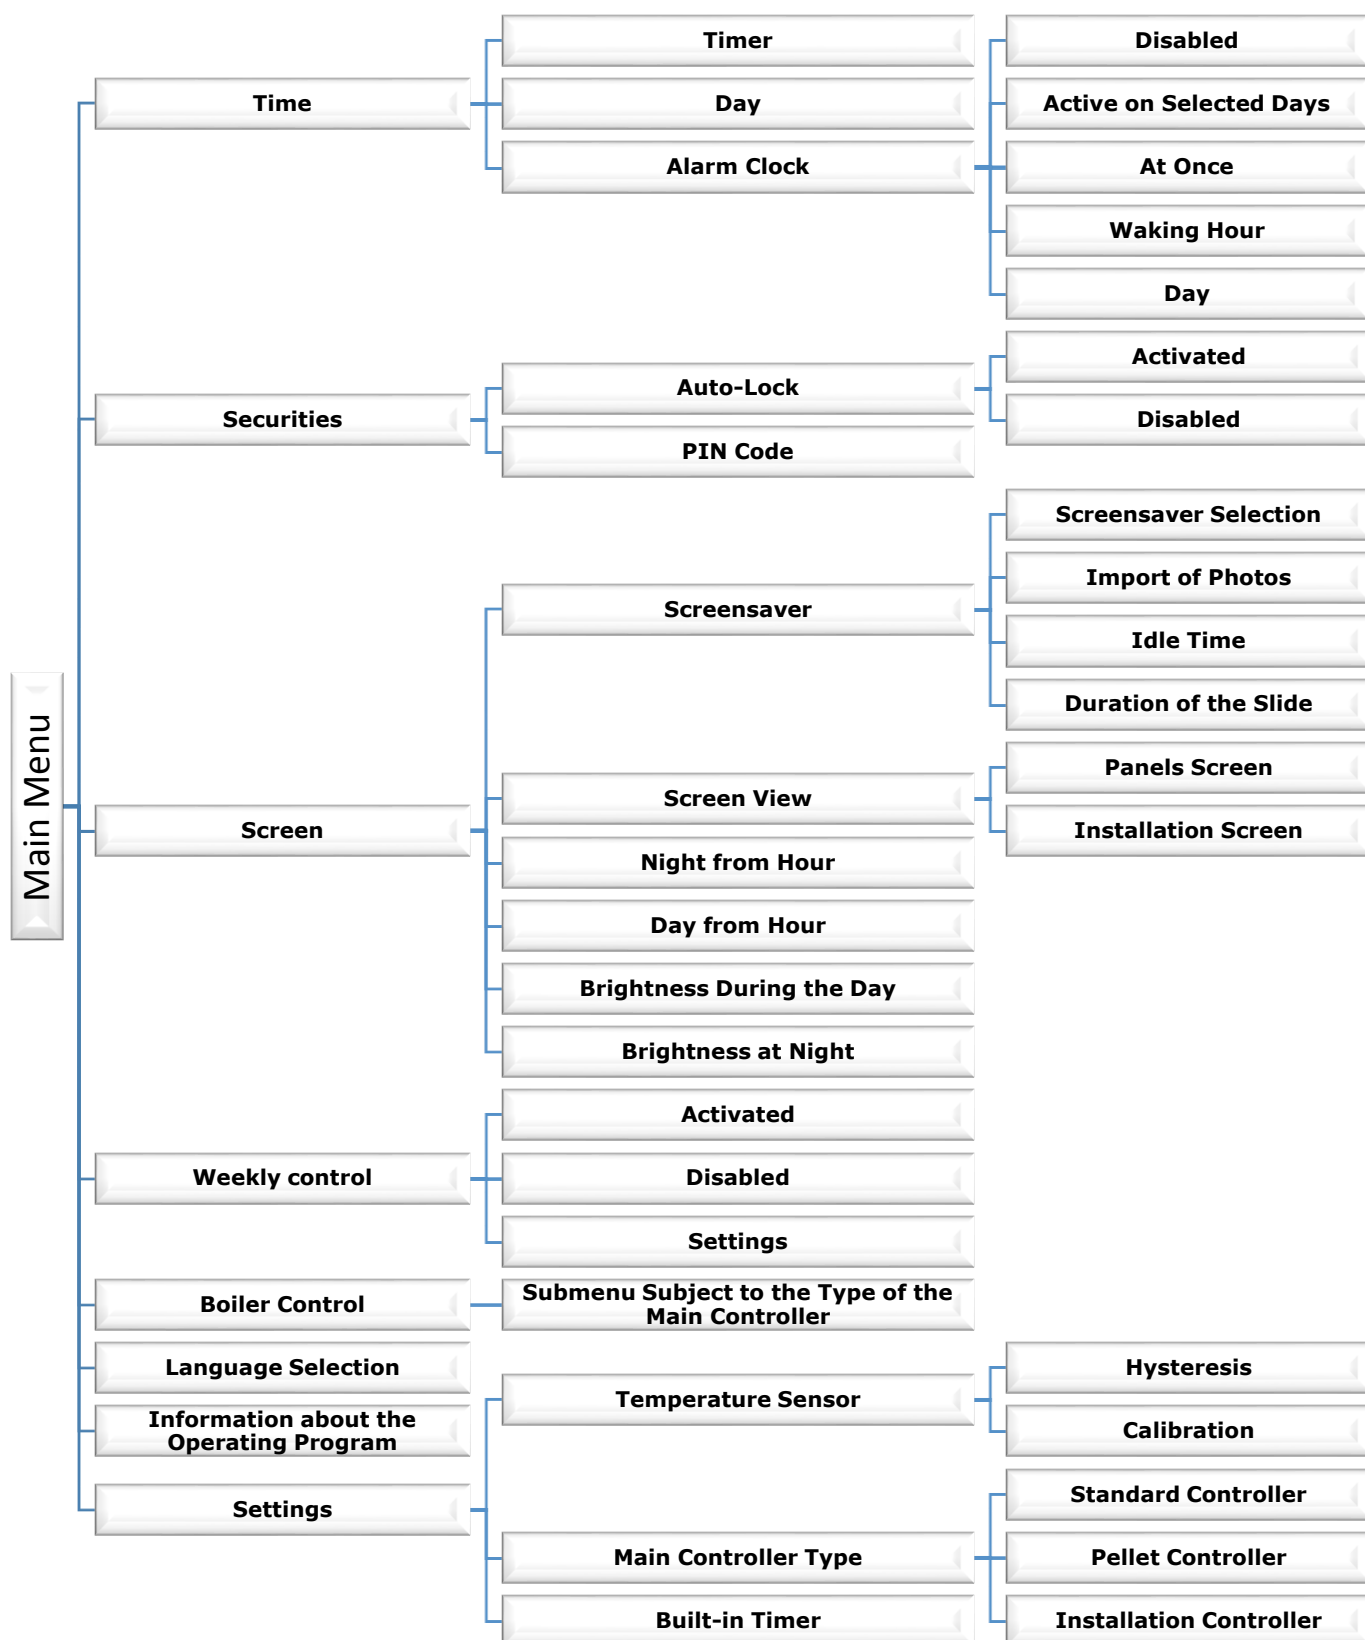 Main Menu
Time
Timer
Day
Alarm Clock
Disabled
Active on Selected Days
At Once
Waking Hour
Day
Securities
Auto-Lock
Activated
Disabled
PIN Code
Screen
Screensaver
Screensaver Selection
Import of Photos
Idle Time
Duration of the Slide
Screen View
Panels Screen
Installation Screen
Night from Hour
Day from Hour
Brightness During the Day
Brightness at Night
Weekly control
Activated
Disabled
Settings
Boiler Control
Submenu Subject to the Type of the
Main Controller
Language Selection
Information about the
Operating Program
Settings
Temperature Sensor
Hysteresis
Calibration
Main Controller Type
Standard Controller
Pellet Controller
Installation Controller
Built-in Timer